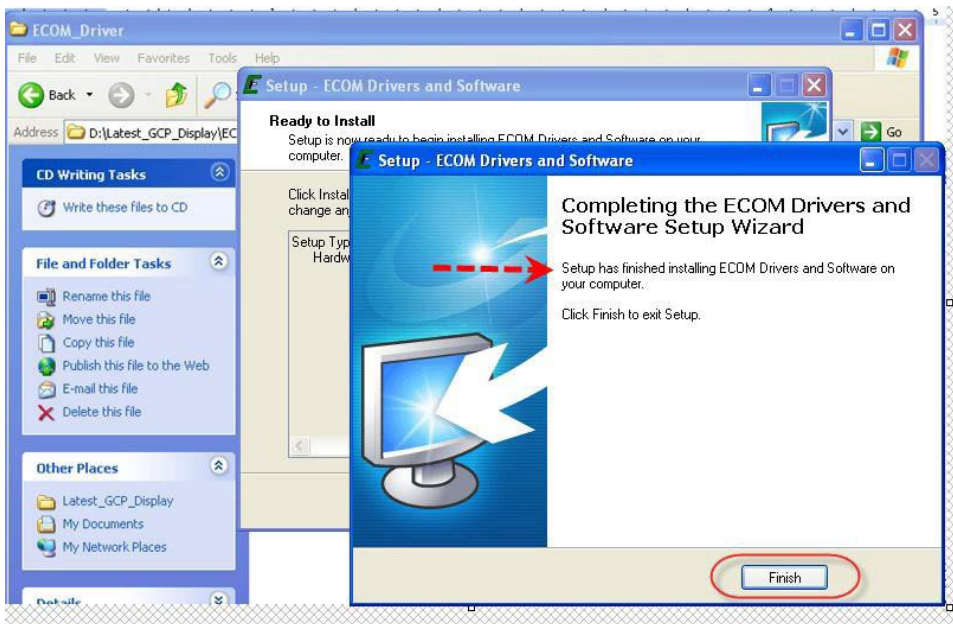 5
ECOM_Driver
File Edit View Favorites Tools Help
Back
Address D:\Latest_GCP_Display\EC
Go
CD Writing Tasks
Write these files to CD
File and Folder Tasks
Rename this file
Move this file
Copy this file
Publish this file to the Web
E-mail this file
Delete this file
Other Places
Latest_GCP_Display
My Documents
My Network Places
Details
Setup - ECOM Drivers and Software
Ready to Install
Setup is now ready to begin installing ECOM Drivers and Software on your
computer.
Click Instal
change an
Setup Typ
Hardw
Setup - ECOM Drivers and Software
Completing the ECOM Drivers and
Software Setup Wizard
Setup has finished installing ECOM Drivers and Software on
your computer.
Click Finish to exit Setup.
Finish